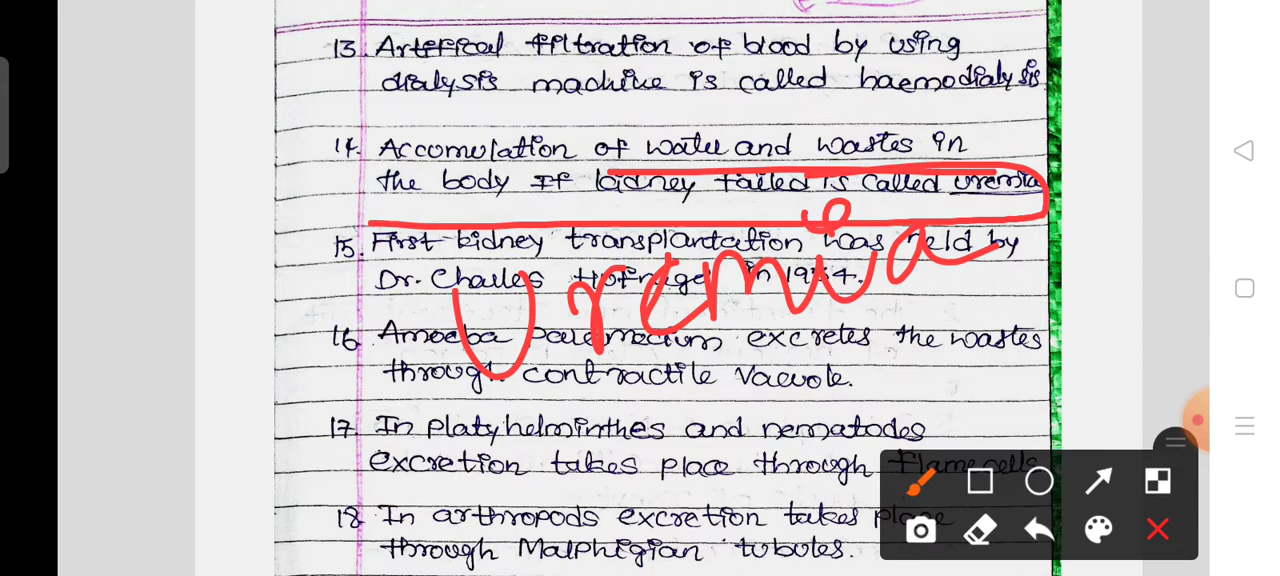 13. Artefical filtration of blood by using
dialysis machine is called haemodialysis
14. Accomulation of water and wastes in
the body If kidney failed is called uremia
Uremia
15. First kidney transplantation was held by
Dr. Charles in 1954.
16. Amoeba paramecium excretes the wastes
through contractile vacuole.
17. In platyhelminthes and nematodes
excretion takes place through flame cells
18. In arthropods excretion takes place
through Malphigian tubules.